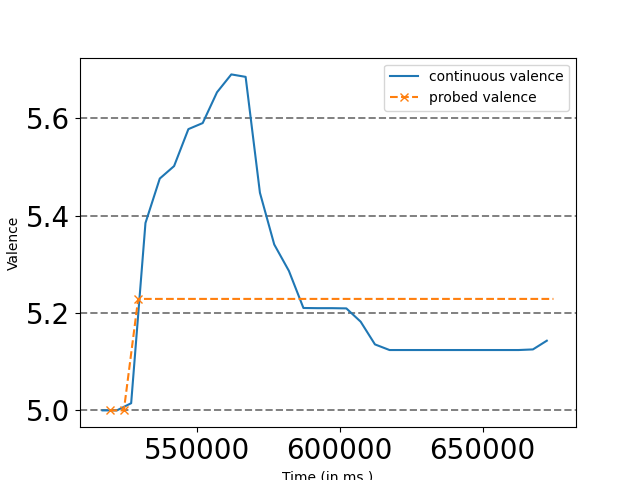 continuous valence
probed valence
5.6
5.4
5.2
5.0
Valence
550000 600000 650000
Time (in ms.)